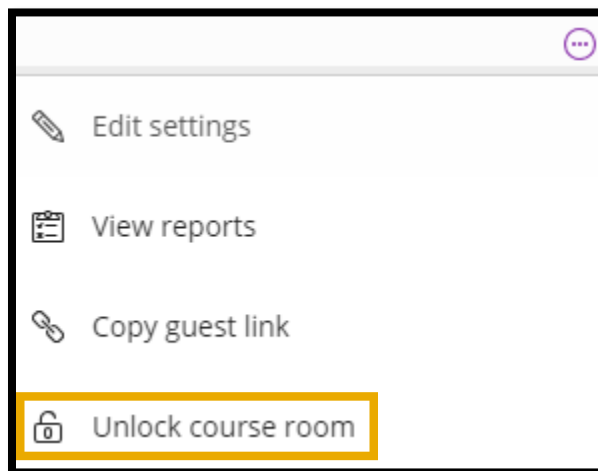 Edit settings
View reports
Copy guest link
Unlock course room